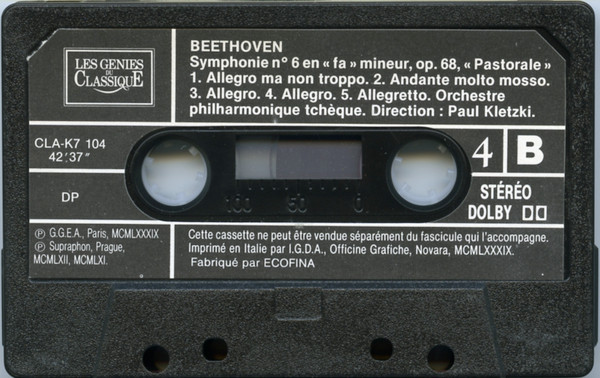 LES GENIES
DU
CLASSIQUE
BEETHOVEN
Symphonie n° 6 en « fa » mineur, op. 68, « Pastorale »
1. Allegro ma non troppo. 2. Andante molto mosso.
3. Allegro. 4. Allegro. 5. Allegretto. Orchestre
philharmonique tchèque. Direction : Paul Kletzki.
CLA-K7 104
42'37"
4 B
DP
100 50 0
STÉRÉO
DOLBY
℗ G.G.E.A., Paris, MCMLXXXIX
℗ Supraphon, Prague,
MCMLXII, MCMLXI.
Cette cassette ne peut être vendue séparément du fascicule qui l'accompagne.
Imprimé en Italie par I.G.D.A., Officine Grafiche, Novara, MCMLXXXIX.
Fabriqué par ECOFINA